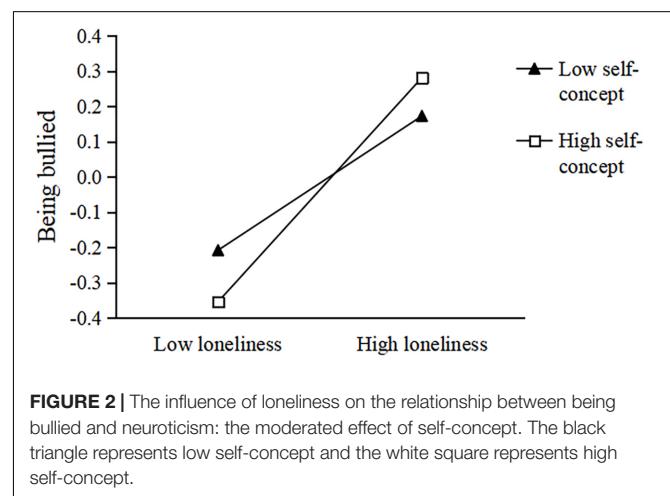 0.4
0.3
0.2
0.1
0.0
-0.1
-0.2
-0.3
-0.4
Being bullied
Low loneliness
High loneliness
Low self-
concept
High self-
concept
FIGURE 2 | The influence of loneliness on the relationship between being
bullied and neuroticism: the moderated effect of self-concept. The black
triangle represents low self-concept and the white square represents high
self-concept.